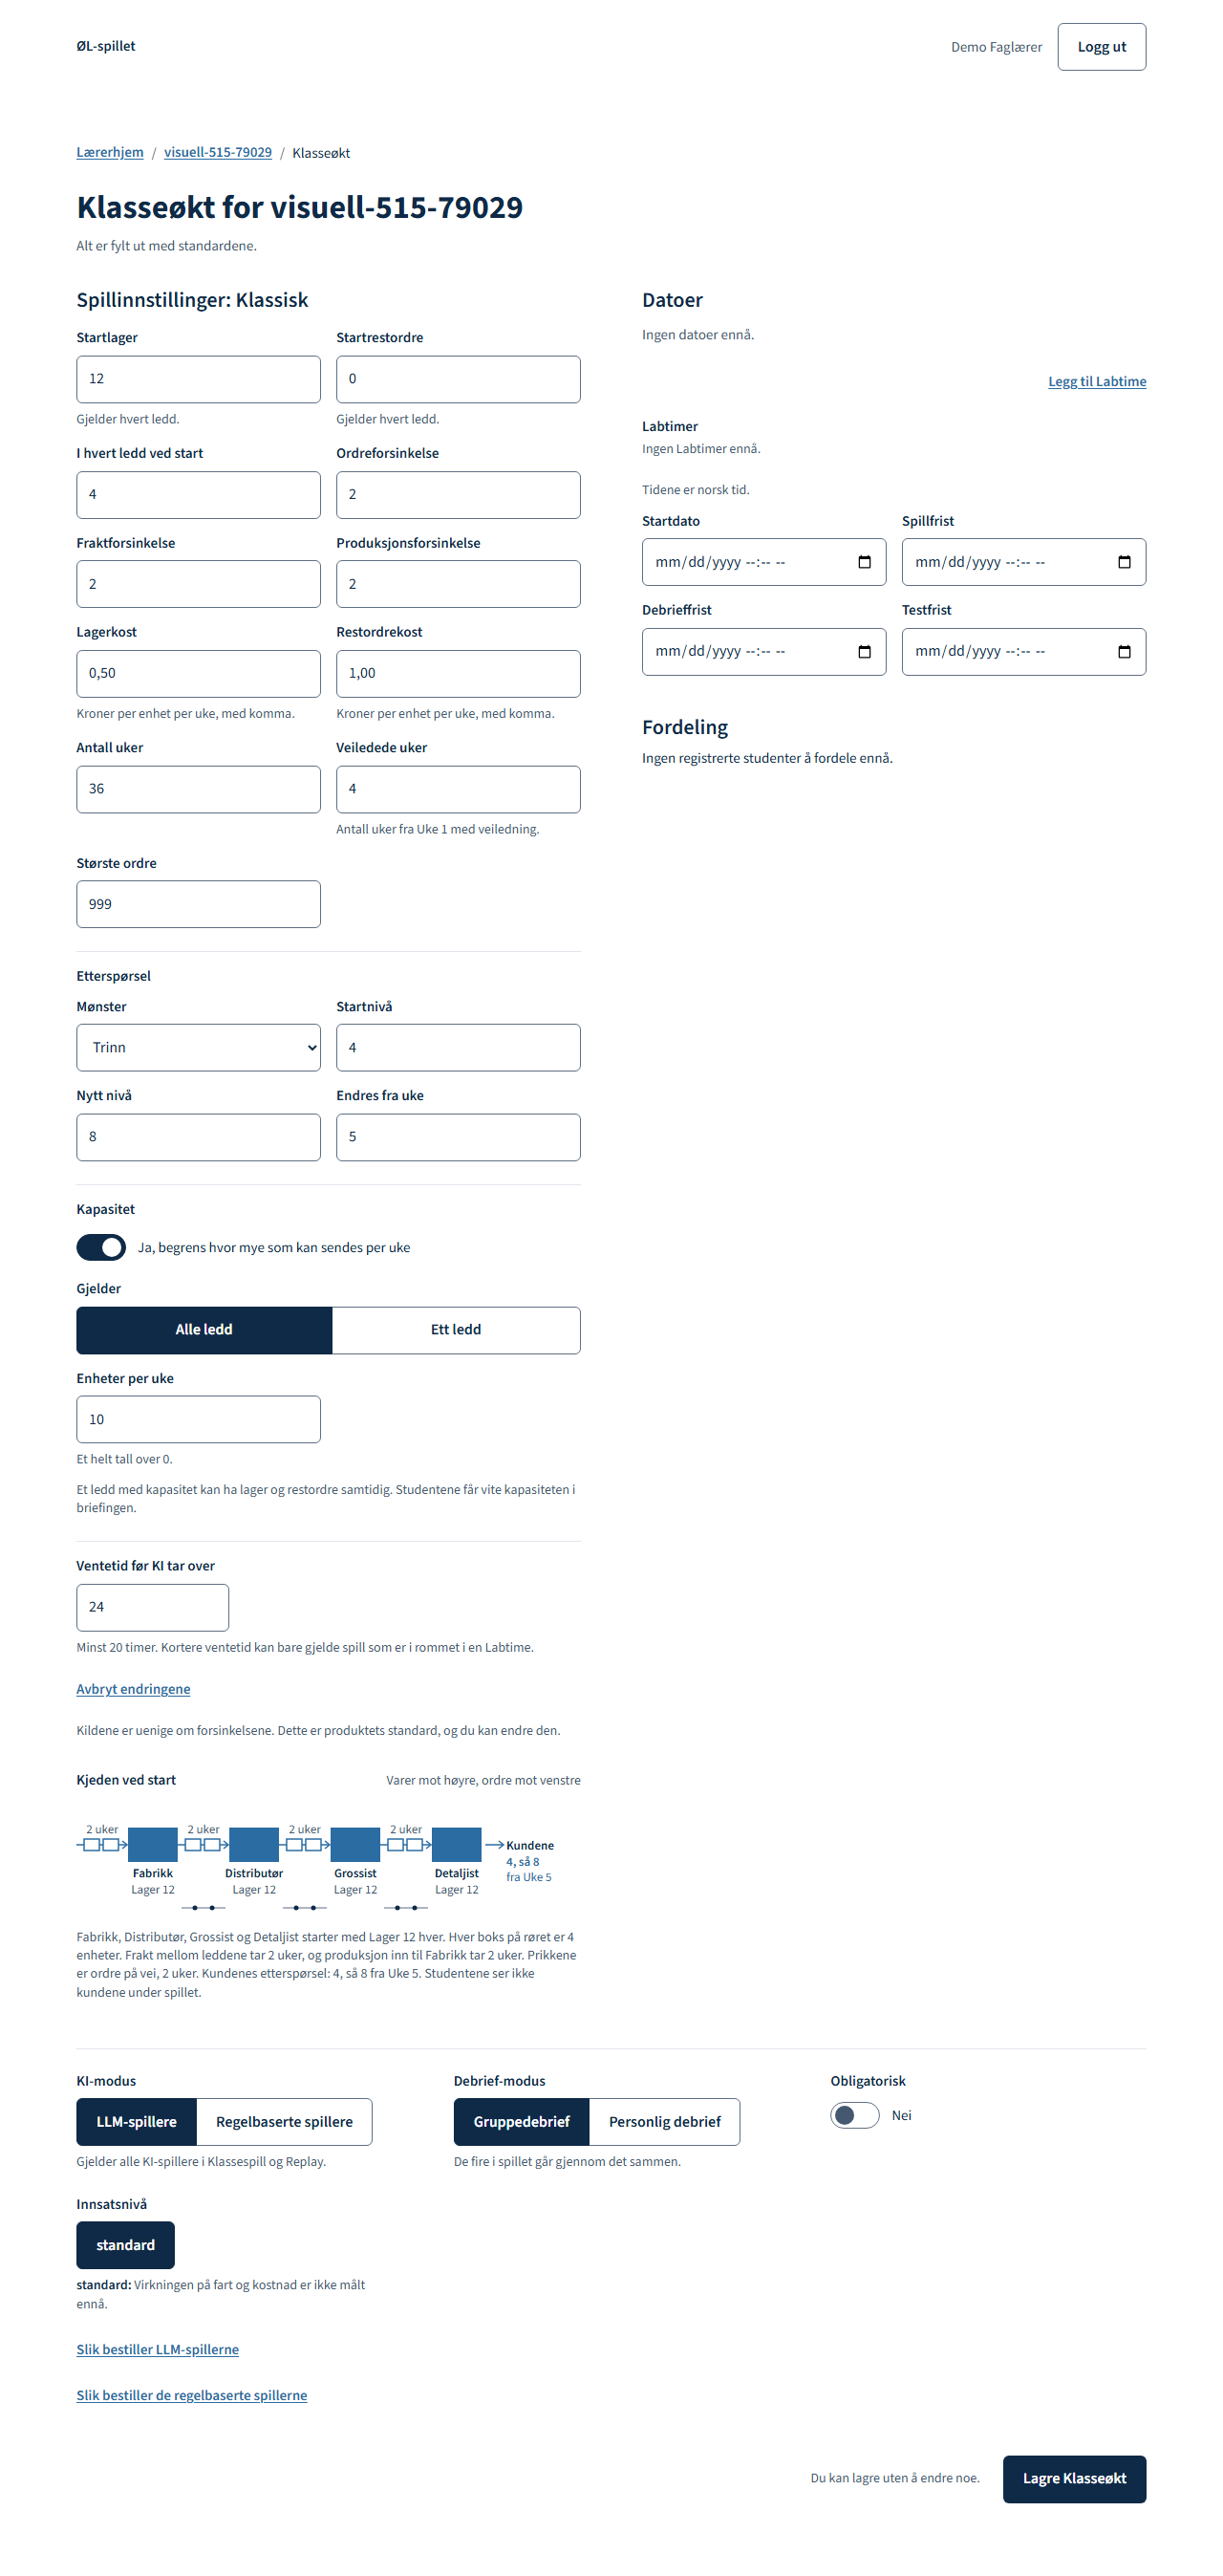 ØL-spillet
Demo Faglærer
Logg ut
Lærerhjem / visuell-515-79029 / Klasseøkt
Klasseøkt for visuell-515-79029
Alt er fylt ut med standardene.
Spillinnstillinger: Klassisk
Startlager
Startrestordre
12
0
Gjelder hvert ledd.
Gjelder hvert ledd.
I hvert ledd ved start
Ordreforsinkelse
4
2
Fraktforsinkelse
Produksjonsforsinkelse
2
2
Lagerkost
Restordrekost
0,50
1,00
Kroner per enhet per uke, med komma.
Kroner per enhet per uke, med komma.
Antall uker
Veiledede uker
36
4
Antall uker fra Uke 1 med veiledning.
Største ordre
999
Etterspørsel
Mønster
Startnivå
Trinn
4
Nytt nivå
Endres fra uke
8
5
Kapasitet
Ja, begrens hvor mye som kan sendes per uke
Gjelder
Alle ledd
Ett ledd
Enheter per uke
10
Et helt tall over 0.
Et ledd med kapasitet kan ha lager og restordre samtidig. Studentene får vite kapasiteten i
briefingen.
Ventetid før KI tar over
24
Minst 20 timer. Kortere ventetid kan bare gjelde spill som er i rommet i en Labtime.
Avbryt endringene
Kildene er uenige om forsinkelsene. Dette er produktets standard, og du kan endre den.
Kjeden ved start
Varer mot høyre, ordre mot venstre
2 uker
2 uker
2 uker
2 uker
Fabrikk
Distributør
Grossist
Detaljist
Lager 12
Lager 12
Lager 12
Lager 12
Kundene
4, så 8
fra Uke 5
Fabrikk, Distributør, Grossist og Detaljist starter med Lager 12 hver. Hver boks på røret er 4
enheter. Frakt mellom leddene tar 2 uker, og produksjon inn til Fabrikk tar 2 uker. Prikkene
er ordre på vei, 2 uker. Kundenes etterspørsel: 4, så 8 fra Uke 5. Studentene ser ikke
kundene under spillet.
Datoer
Ingen datoer ennå.
Legg til Labtime
Labtimer
Ingen Labtimer ennå.
Tidene er norsk tid.
Startdato
Spillfrist
mm/dd/yyyy --:-- --
mm/dd/yyyy --:-- --
Debrieffrist
Testfrist
mm/dd/yyyy --:-- --
mm/dd/yyyy --:-- --
Fordeling
Ingen registrerte studenter å fordele ennå.
KI-modus
LLM-spillere
Regelbaserte spillere
Gjelder alle KI-spillere i Klassespill og Replay.
Innsatsnivå
standard
standard: Virkningen på fart og kostnad er ikke målt
ennå.
Slik bestiller LLM-spillerne
Slik bestiller de regelbaserte spillerne
Debrief-modus
Gruppedebrief
Personlig debrief
De fire i spillet går gjennom det sammen.
Obligatorisk
Nei
Du kan lagre uten å endre noe.
Lagre Klasseøkt